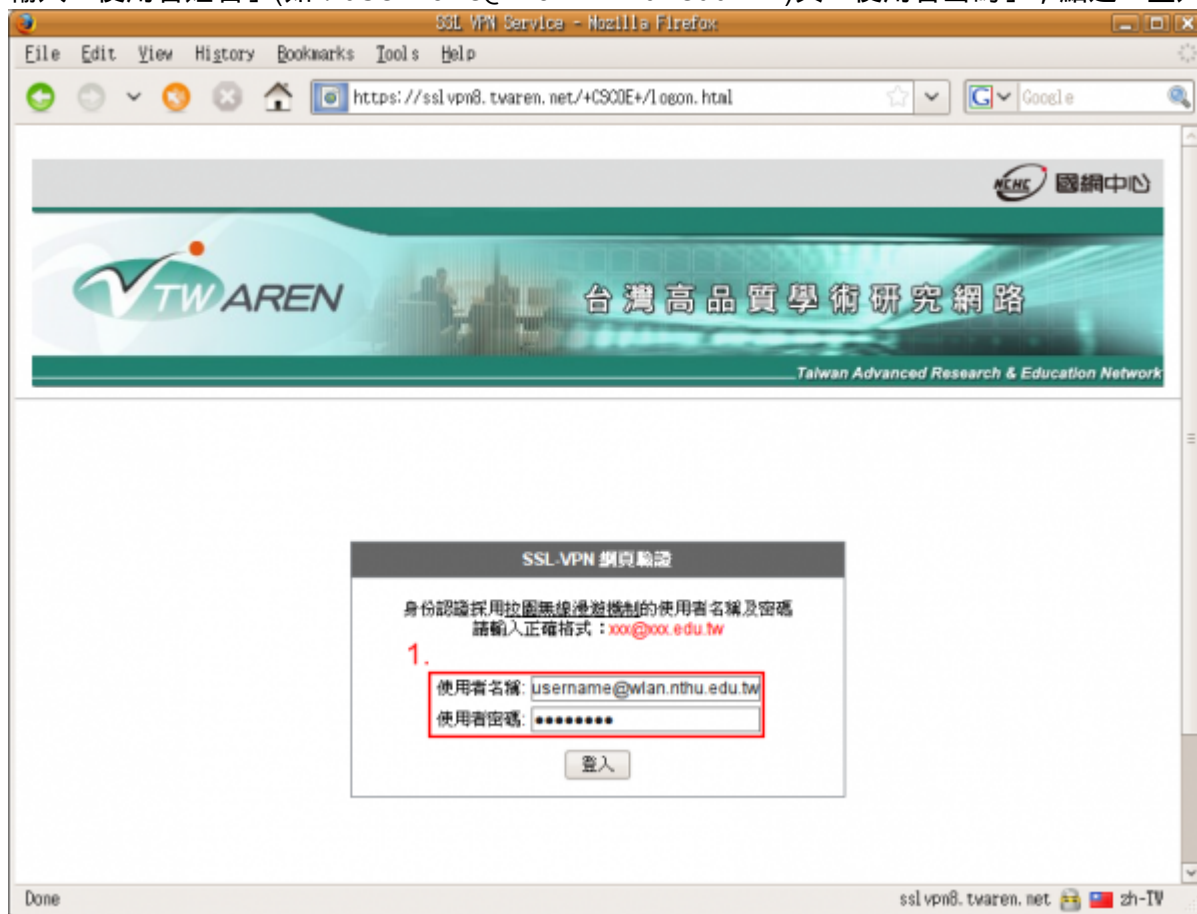 SSL VPN Service - Mozilla Firefox
File Edit View History Bookmarks Tools Help
https://sslvpn8.twaren.net/+CSCOE+/logon.html
Google
NCHC 國網中心
TWAREN
台灣高品質學術研究網路
Taiwan Advanced Research & Education Network
SSL-VPN 網頁驗證
身份認證採用拉圖無線漫遊機制的使用者名稱及密碼
請輸入正確格式：xxx@xxx.edu.tw
1.
使用者名稱: username@wlan.nthu.edu.tw
使用者密碼: ●●●●●●●●
登入
Done
sslvpn8.twaren.net zh-TW